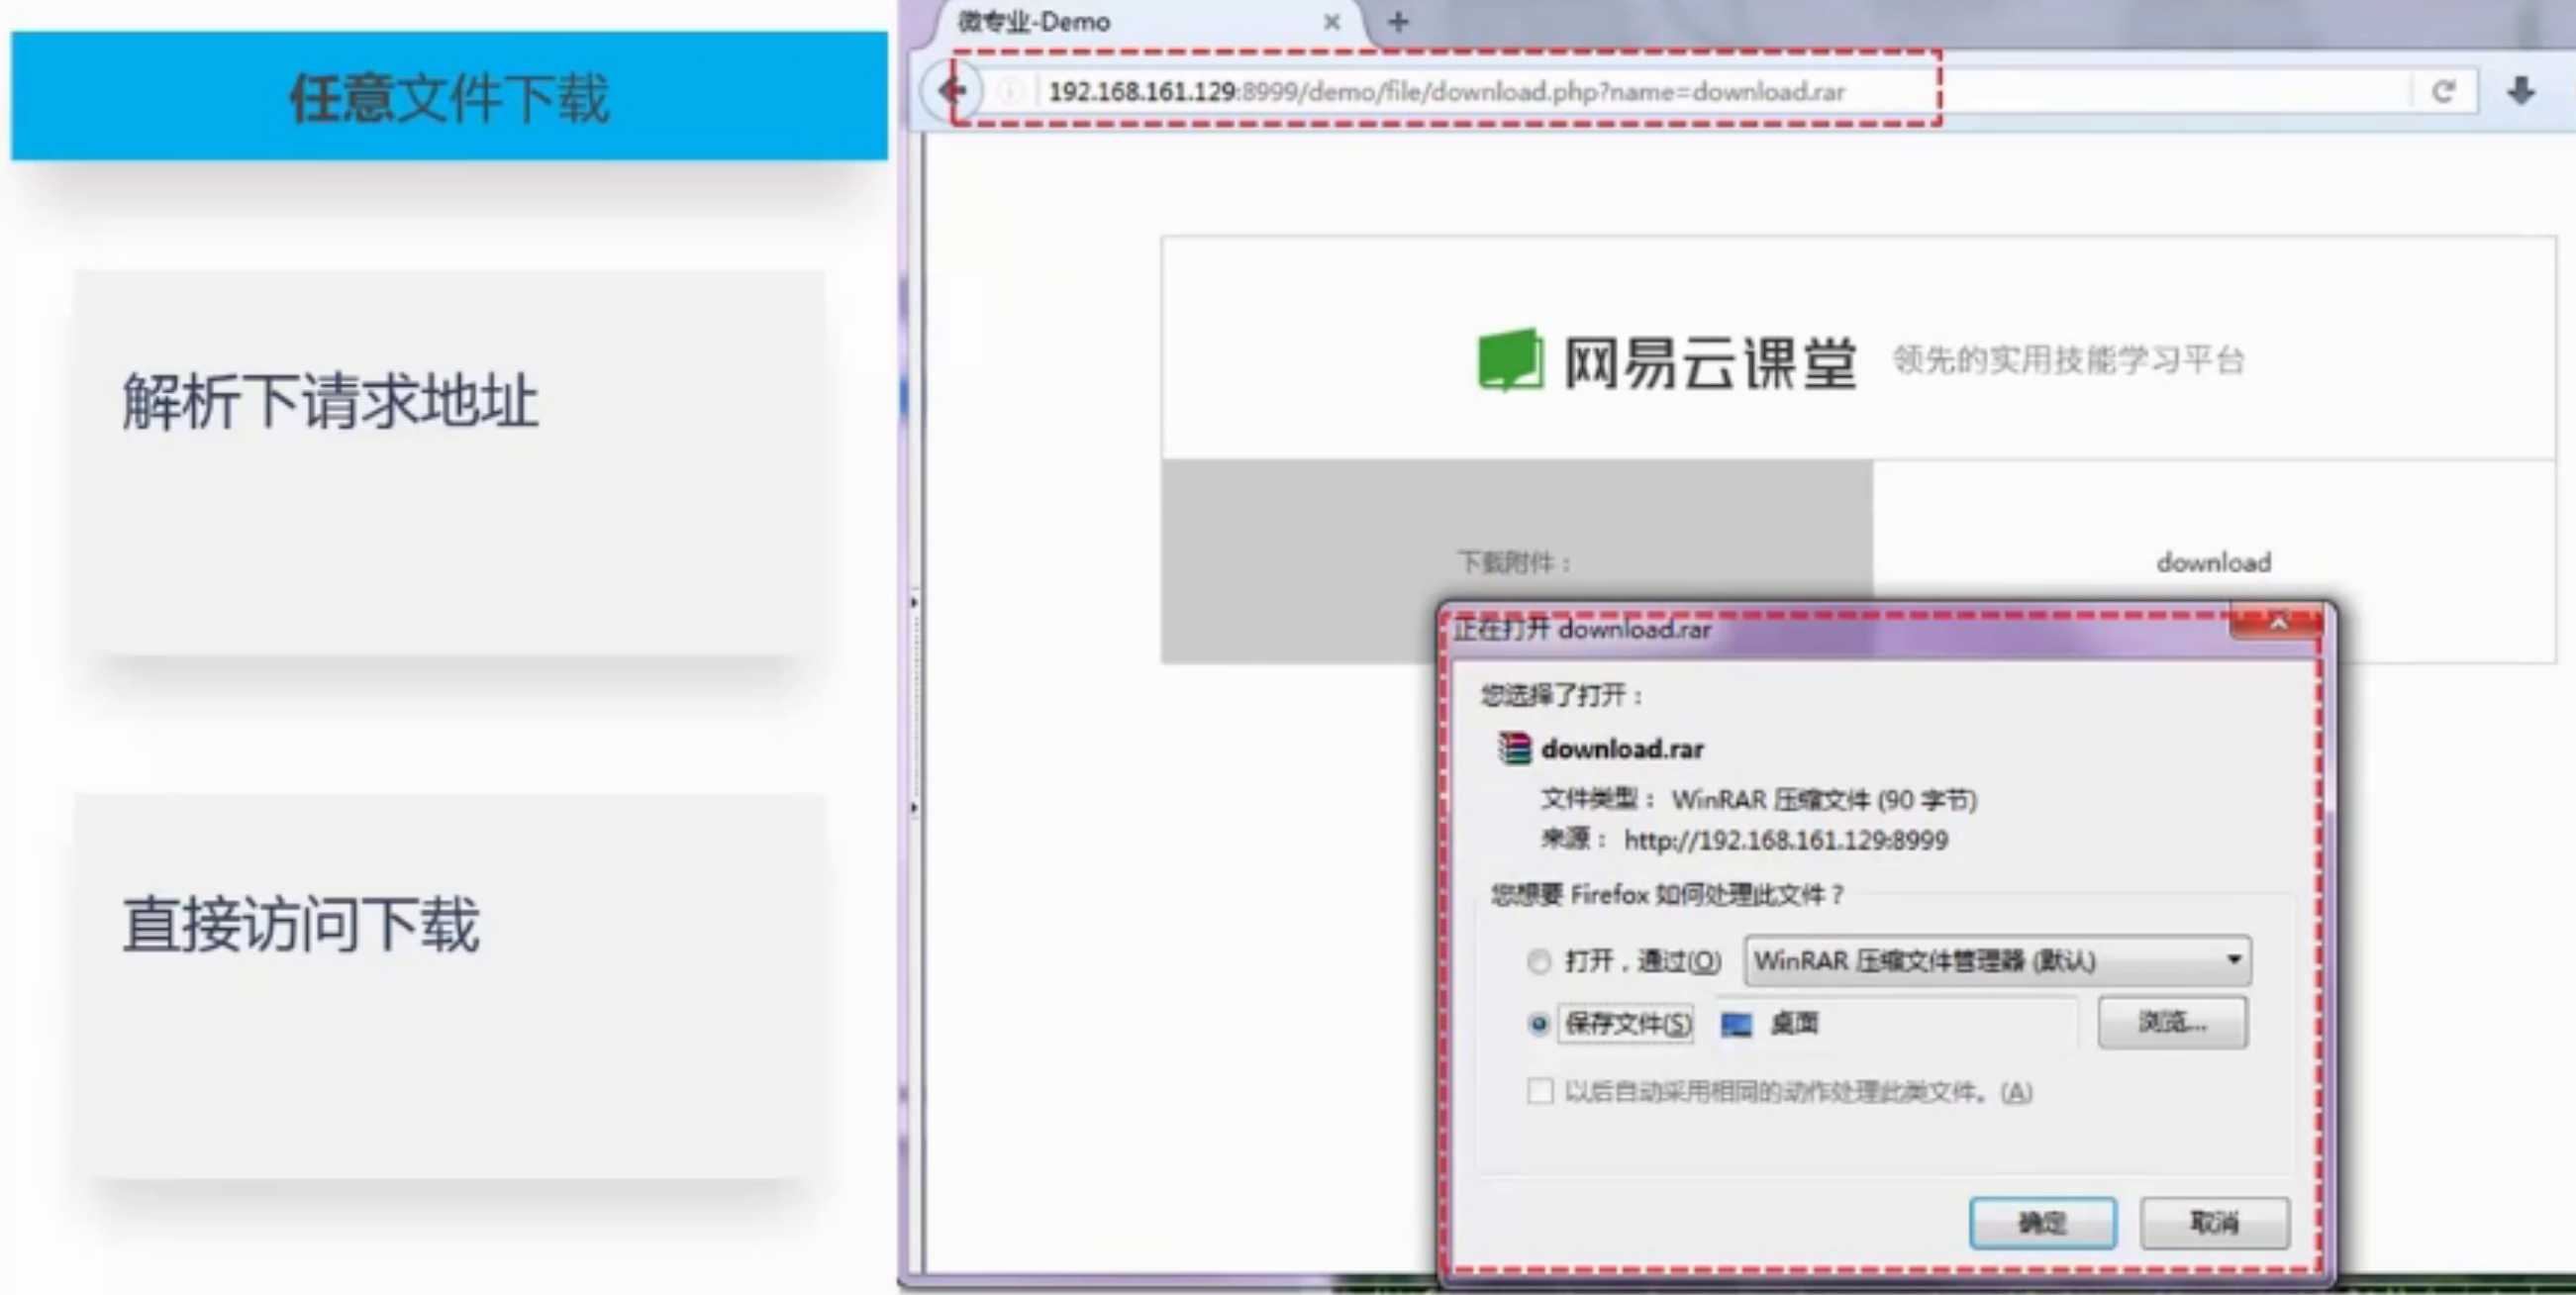 任意文件下载
解析下请求地址
直接访问下载
微专业-Demo
192.168.161.129:8999/demo/file/download.php?name=download.rar
网易云课堂 领先的实用技能学习平台
下载附件： download
正在打开 download.rar
您选择了打开：
download.rar
文件类型： WinRAR 压缩文件 (90 字节)
来源： http://192.168.161.129:8999
您想要 Firefox 如何处理此文件？
打开，通过(O) WinRAR 压缩文件管理器 (默认)
保存文件(S) 桌面 浏览...
以后自动采用相同的动作处理此类文件。(A)
确定 取消